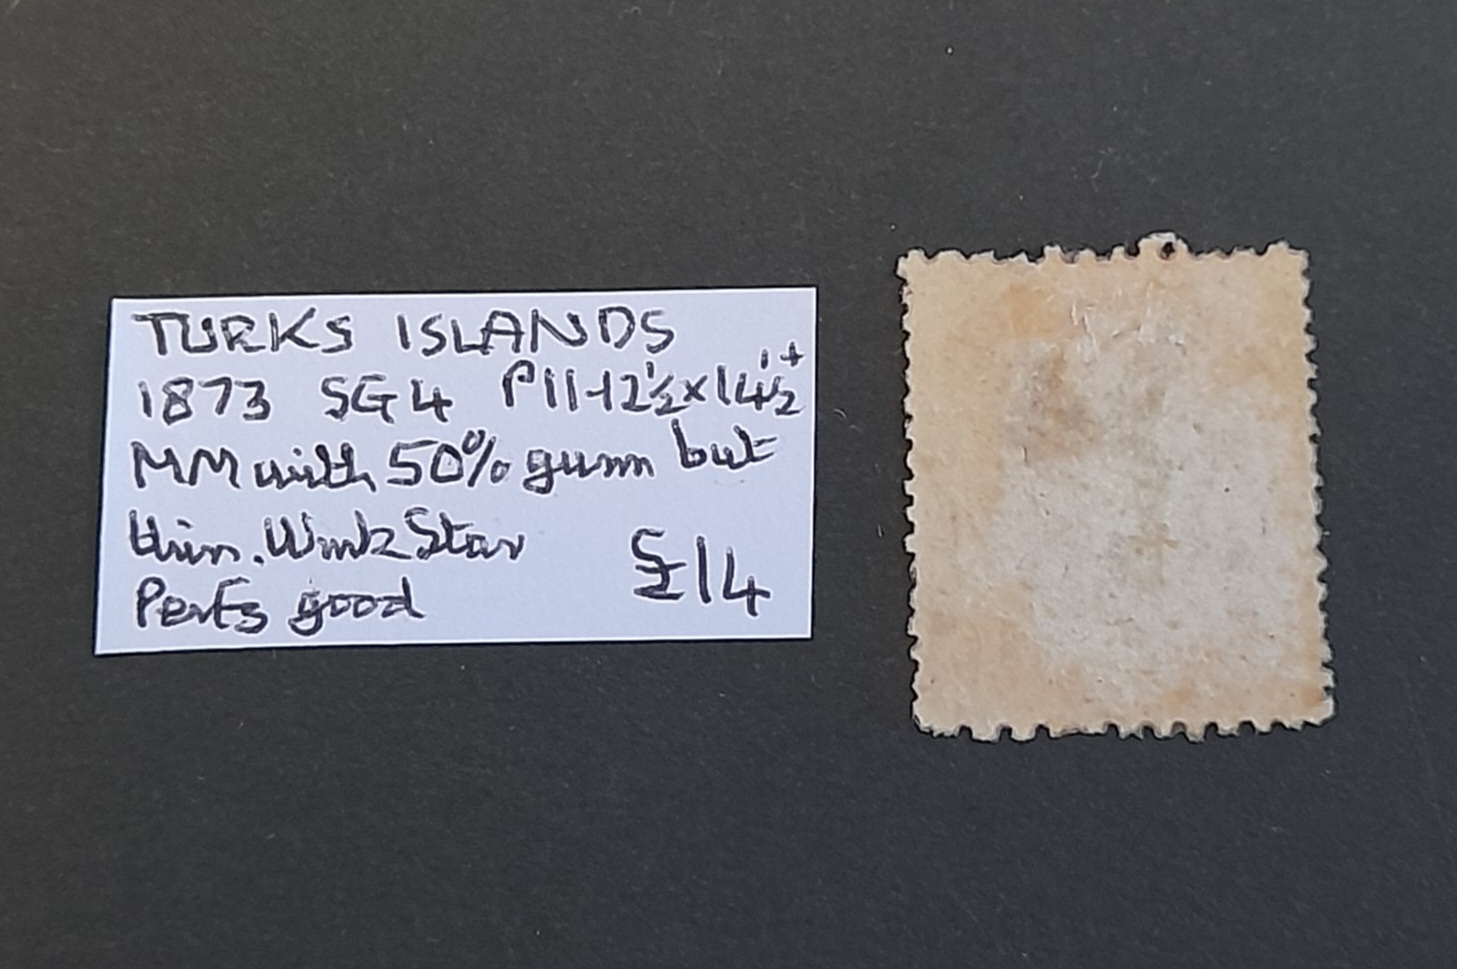 TURKS ISLANDS
1873 SG4 P11-12½x14½+
MM with 50% gum but
thin. Wmk Star
Perfs good £14